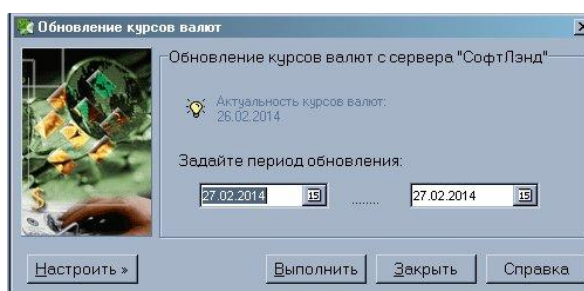 Обновление курсов валют
Обновление курсов валют с сервера "СофтЛэнд"
Актуальность курсов валют:
26.02.2014
Задайте период обновления:
27.02.2014 15 ........ 27.02.2014 15
Настроить » Выполнить Закрыть Справка